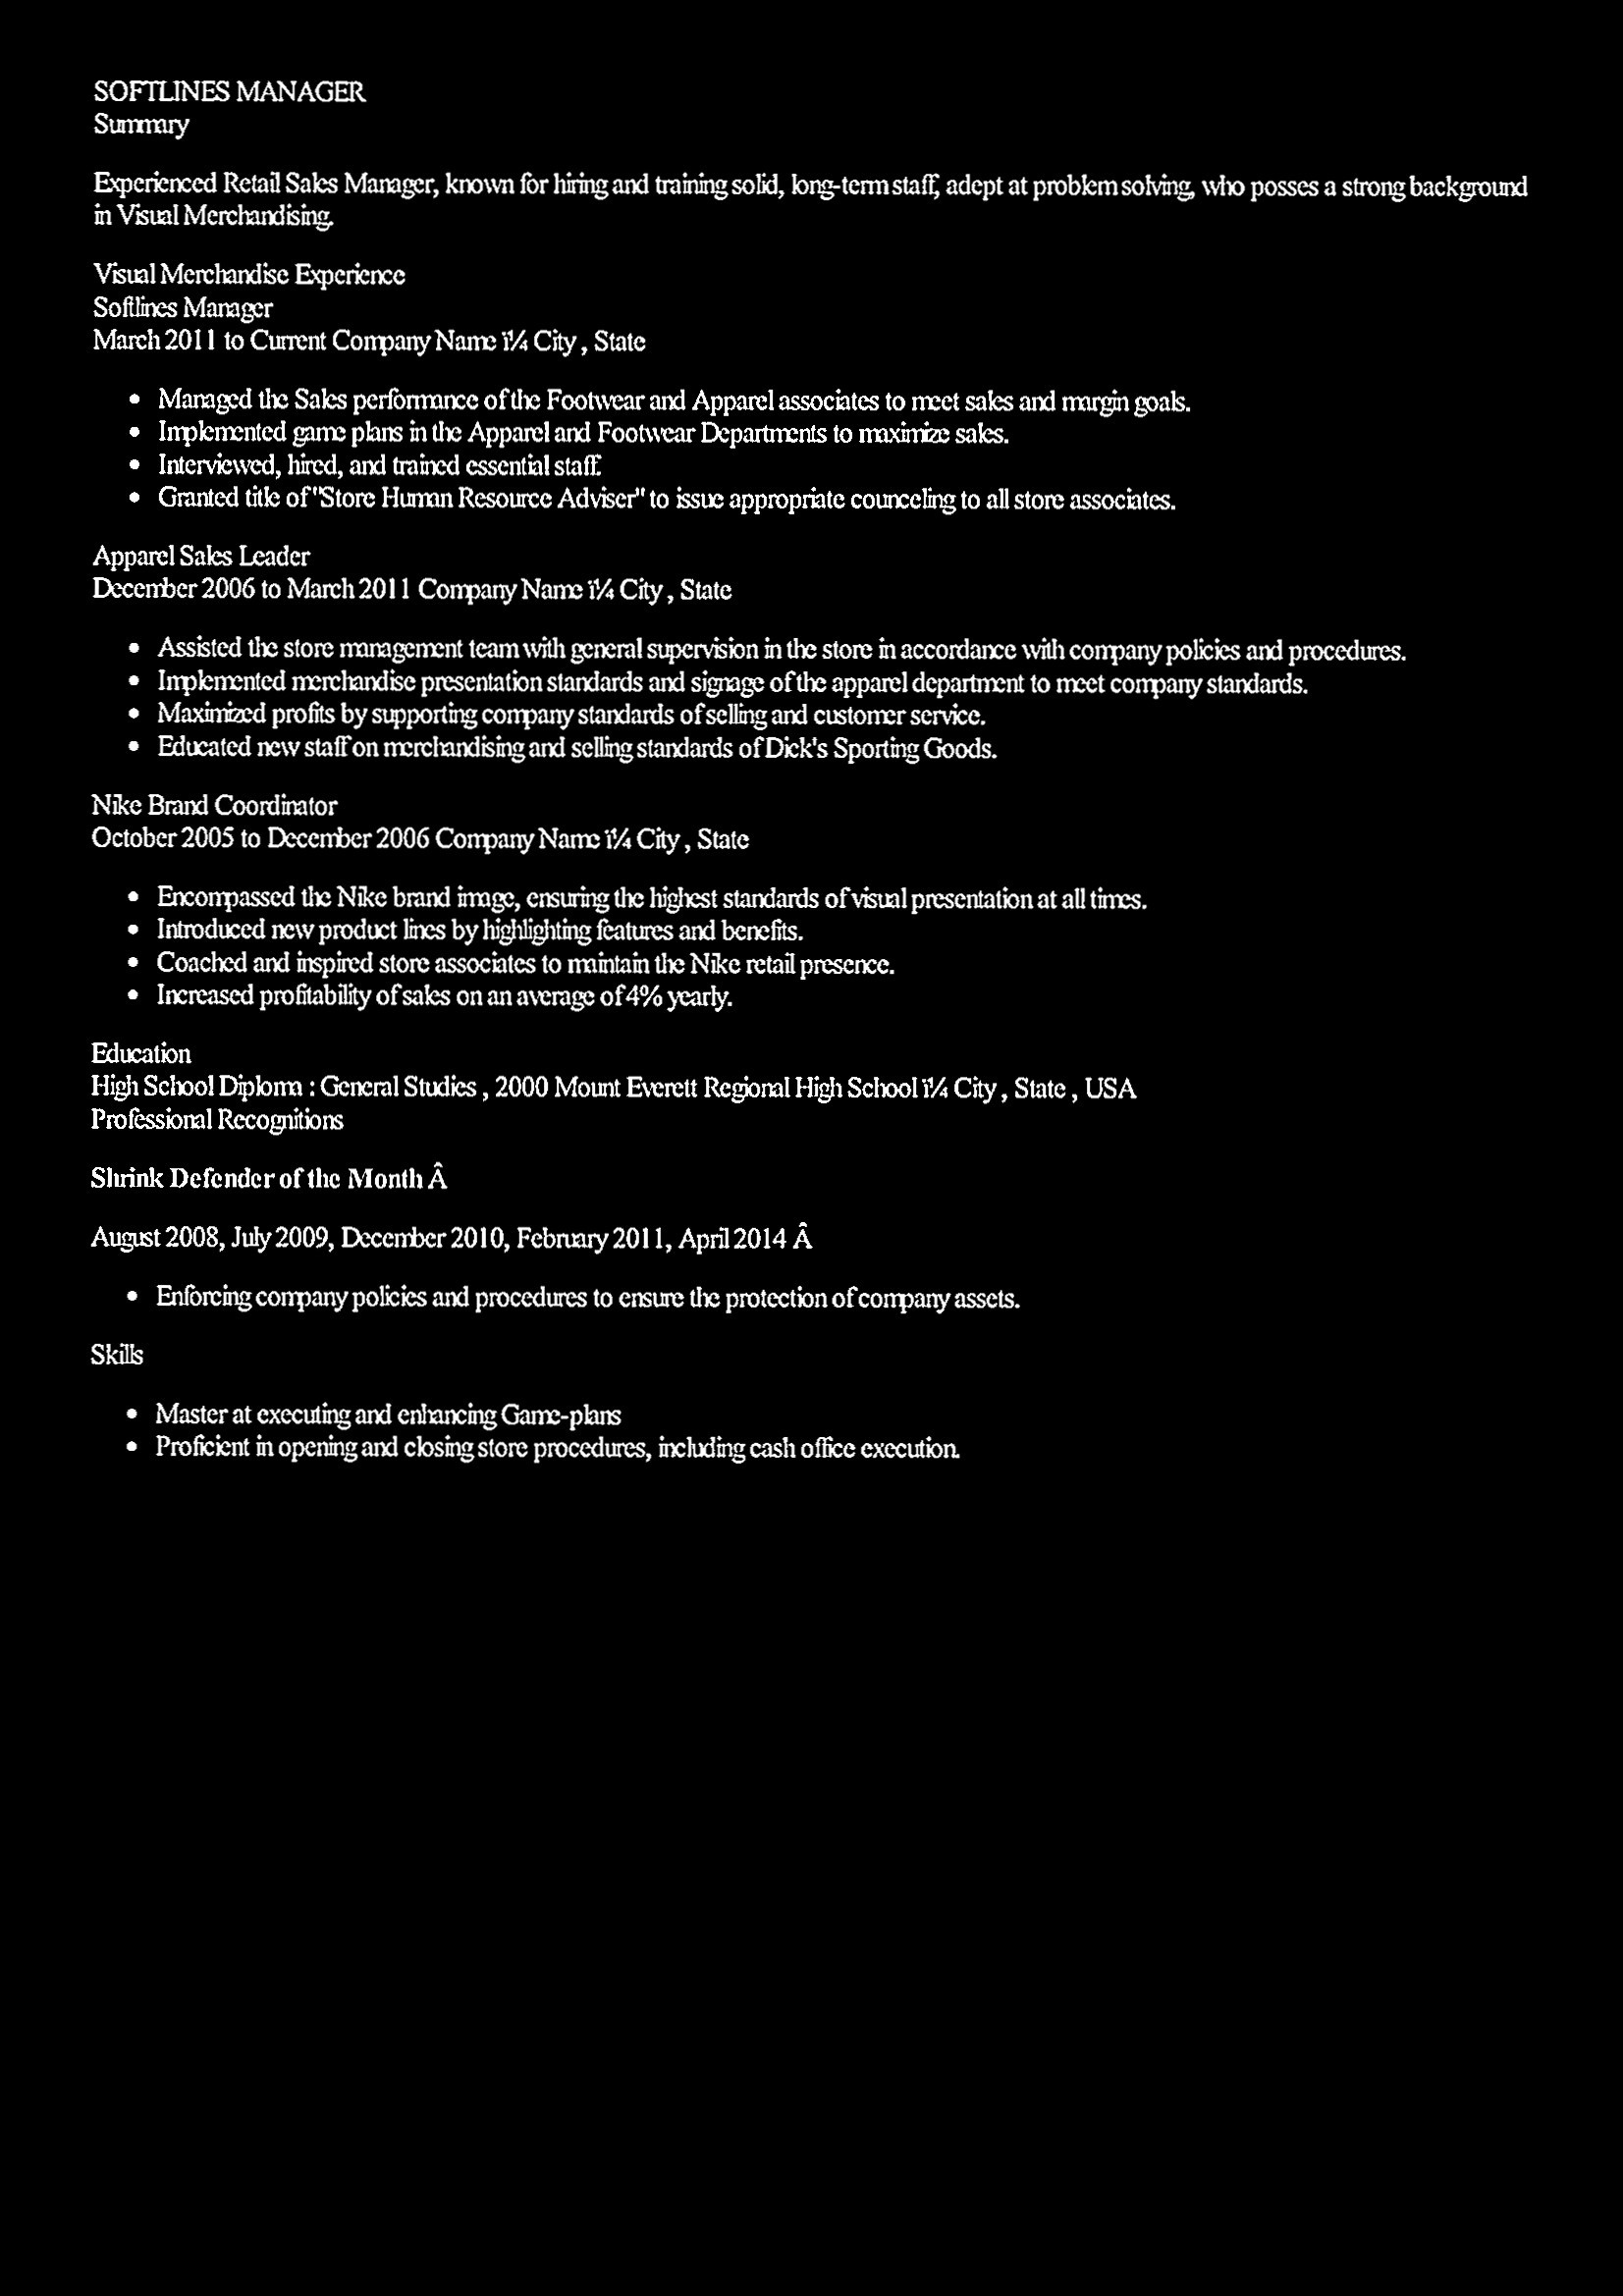 SOFTLINES MANAGER
Summary
Experienced Retail Sales Manager, known for hiring and training solid, long-term staff, adept at problem solving, who posses a strong background
in Visual Merchandising.
Visual Merchandise Experience
Softlines Manager
March 2011 to Current Company Name ï¼ City , State
• Managed the Sales performance of the Footwear and Apparel associates to meet sales and margin goals.
• Implemented game plans in the Apparel and Footwear Departments to maximize sales.
• Interviewed, hired, and trained essential staff.
• Granted title of "Store Human Resource Adviser" to issue appropriate counceling to all store associates.
Apparel Sales Leader
December 2006 to March 2011 Company Name ï¼ City , State
• Assisted the store management team with general supervision in the store in accordance with company policies and procedures.
• Implemented merchandise presentation standards and signage of the apparel department to meet company standards.
• Maximized profits by supporting company standards of selling and customer service.
• Educated new staff on merchandising and selling standards of Dick's Sporting Goods.
Nike Brand Coordinator
October 2005 to December 2006 Company Name ï¼ City , State
• Encompassed the Nike brand image, ensuring the highest standards of visual presentation at all times.
• Introduced new product lines by highlighting features and benefits.
• Coached and inspired store associates to maintain the Nike retail presence.
• Increased profitability of sales on an average of 4% yearly.
Education
High School Diploma : General Studies , 2000 Mount Everett Regional High School ï¼ City , State , USA
Professional Recognitions
Shrink Defender of the Month Â
August 2008, July 2009, December 2010, February 2011, April 2014 Â
• Enforcing company policies and procedures to ensure the protection of company assets.
Skills
• Master at executing and enhancing Game-plans
• Proficient in opening and closing store procedures, including cash office execution.